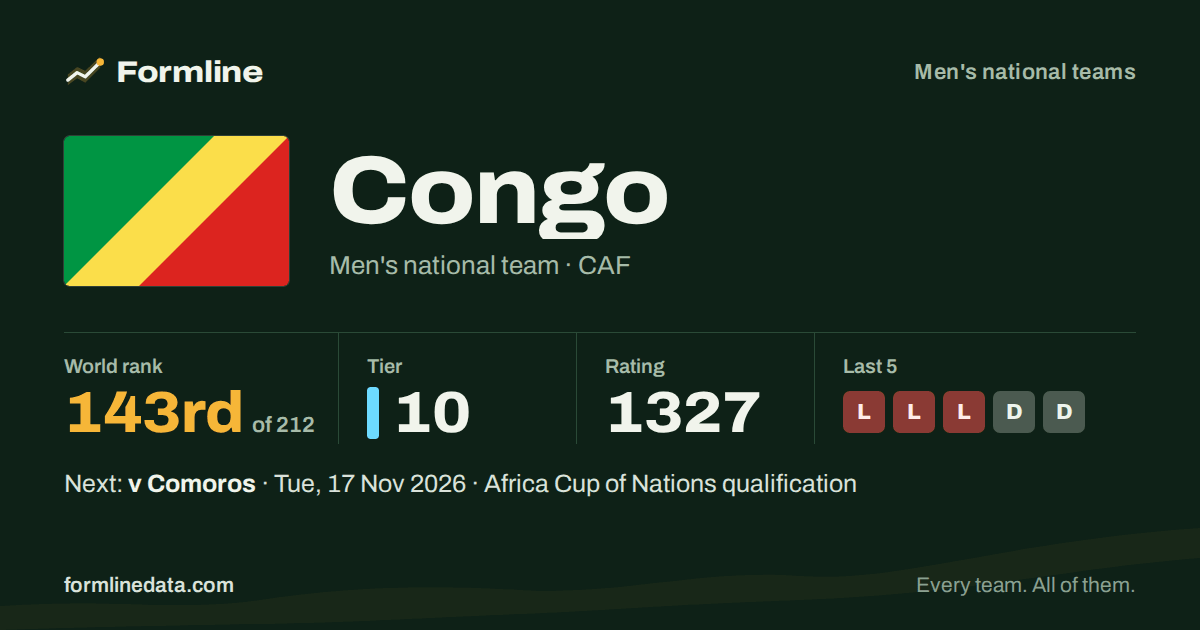 Formline
Men's national teams
Congo
Men's national team · CAF
World rank
143rd of 212
Tier
10
Rating
1327
Last 5
L L L D D
Next: v Comoros · Tue, 17 Nov 2026 · Africa Cup of Nations qualification
formlinedata.com
Every team. All of them.